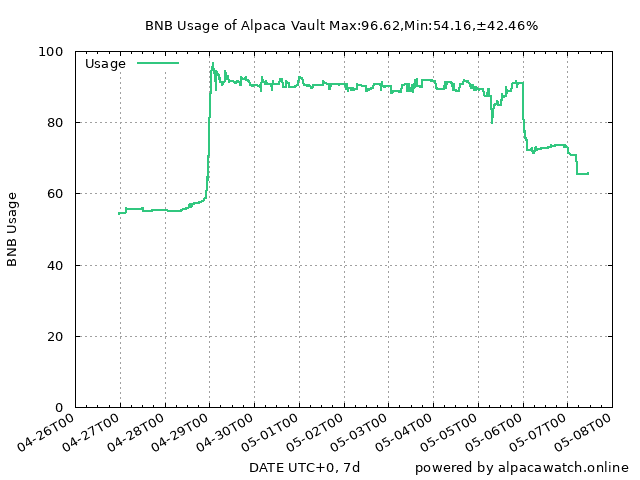 BNB Usage of Alpaca Vault Max:96.62,Min:54.16,±42.46%
Usage
BNB Usage
100
80
60
40
20
0
04-26T00 04-27T00 04-28T00 04-29T00 04-30T00 05-01T00 05-02T00 05-03T00 05-04T00 05-05T00 05-06T00 05-07T00 05-08T00
DATE UTC+0, 7d
powered by alpacawatch.online